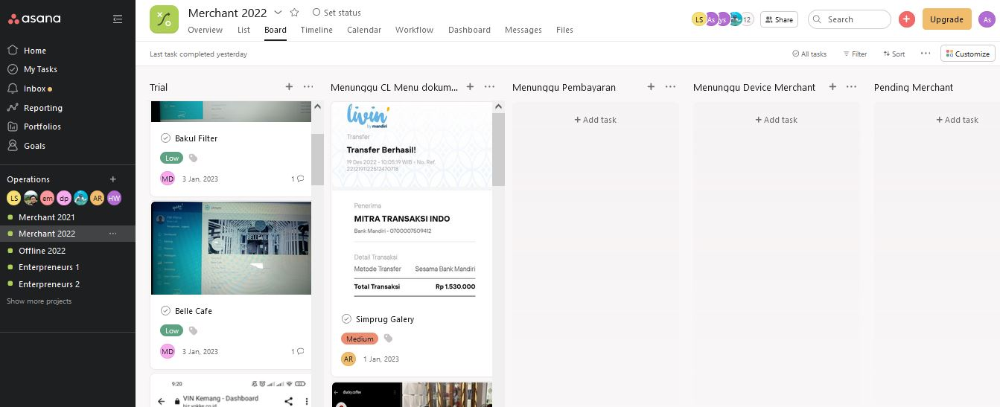 asana
Home
My Tasks
Inbox
Reporting
Portfolios
Goals
Operations
LS
em
dp
AR
HW
Merchant 2021
Merchant 2022
Offline 2022
Enterpreneurs 1
Enterpreneurs 2
Show more projects
Merchant 2022
Set status
Overview List Board Timeline Calendar Workflow Dashboard Messages Files
LS As ys 12
Share
Search
Upgrade
As
Last task completed yesterday
All tasks Filter Sort ... Customize
Trial
Bakul Filter
Low
MD 3 Jan, 2023 1
Belle Cafe
Low
MD 3 Jan, 2023 1
9:20
VIN Kemang - Dashboard
Menunggu CL Menu dokum...
livin'
by mandiri
Transfer
Transfer Berhasil!
19 Des 2022 - 10:05:19 WIB - No. Ref.
2212191122512470718
Penerima
MITRA TRANSAKSI INDO
Bank Mandiri - 0700007509412
Detail Transaksi
Metode Transfer Sesama Bank Mandiri
Total Transaksi Rp 1.530.000
Simprug Galery
Medium
AR 1 Jan, 2023
Menunggu Pembayaran
+ Add task
Menunggu Device Merchant
+ Add task
Pending Merchant
+ Add task